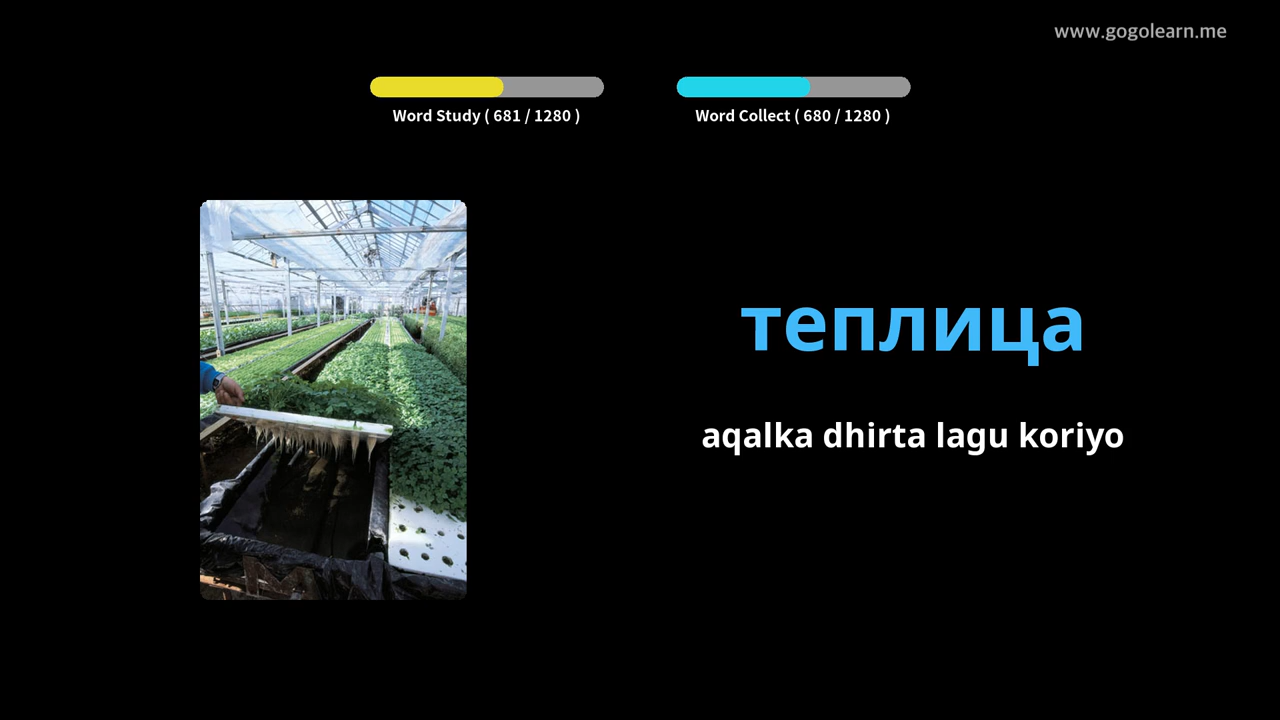 www.gogolearn.me
Word Study ( 681 / 1280 )
Word Collect ( 680 / 1280 )
теплица
aqalka dhirta lagu koriyo